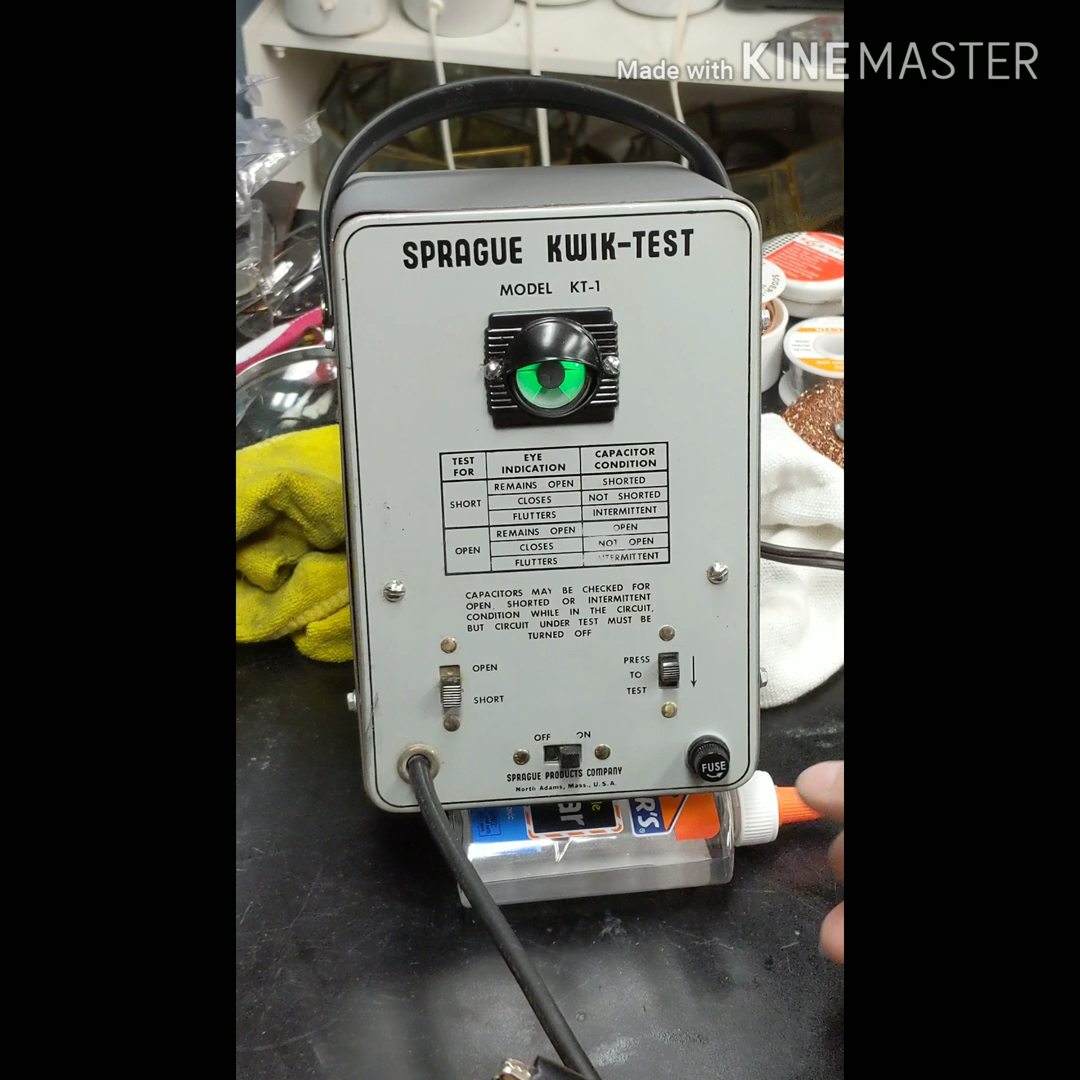 Made with KINEMASTER
SPRAGUE KWIK-TEST
MODEL KT-1
TEST FOR
EYE INDICATION
CAPACITOR CONDITION
SHORT
REMAINS OPEN SHORTED
CLOSES NOT SHORTED
FLUTTERS INTERMITTENT
OPEN
REMAINS OPEN OPEN
CLOSES NOT OPEN
FLUTTERS INTERMITTENT
CAPACITORS MAY BE CHECKED FOR
OPEN, SHORTED OR INTERMITTENT
CONDITION WHILE IN THE CIRCUIT,
BUT CIRCUIT UNDER TEST MUST BE
TURNED OFF
OPEN
SHORT
PRESS
TO
TEST
OFF ON
FUSE
SPRAGUE PRODUCTS COMPANY
North Adams, Mass., U.S.A.